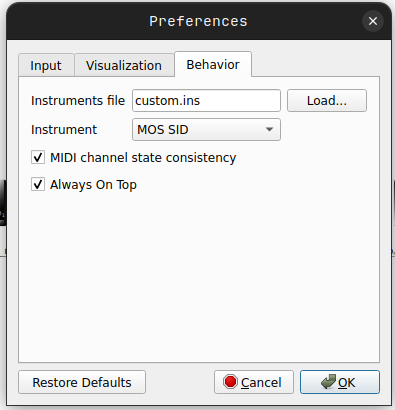 Preferences
Input Visualization Behavior
Instruments file custom.ins Load...
Instrument MOS SID
MIDI channel state consistency
Always On Top
Restore Defaults Cancel OK